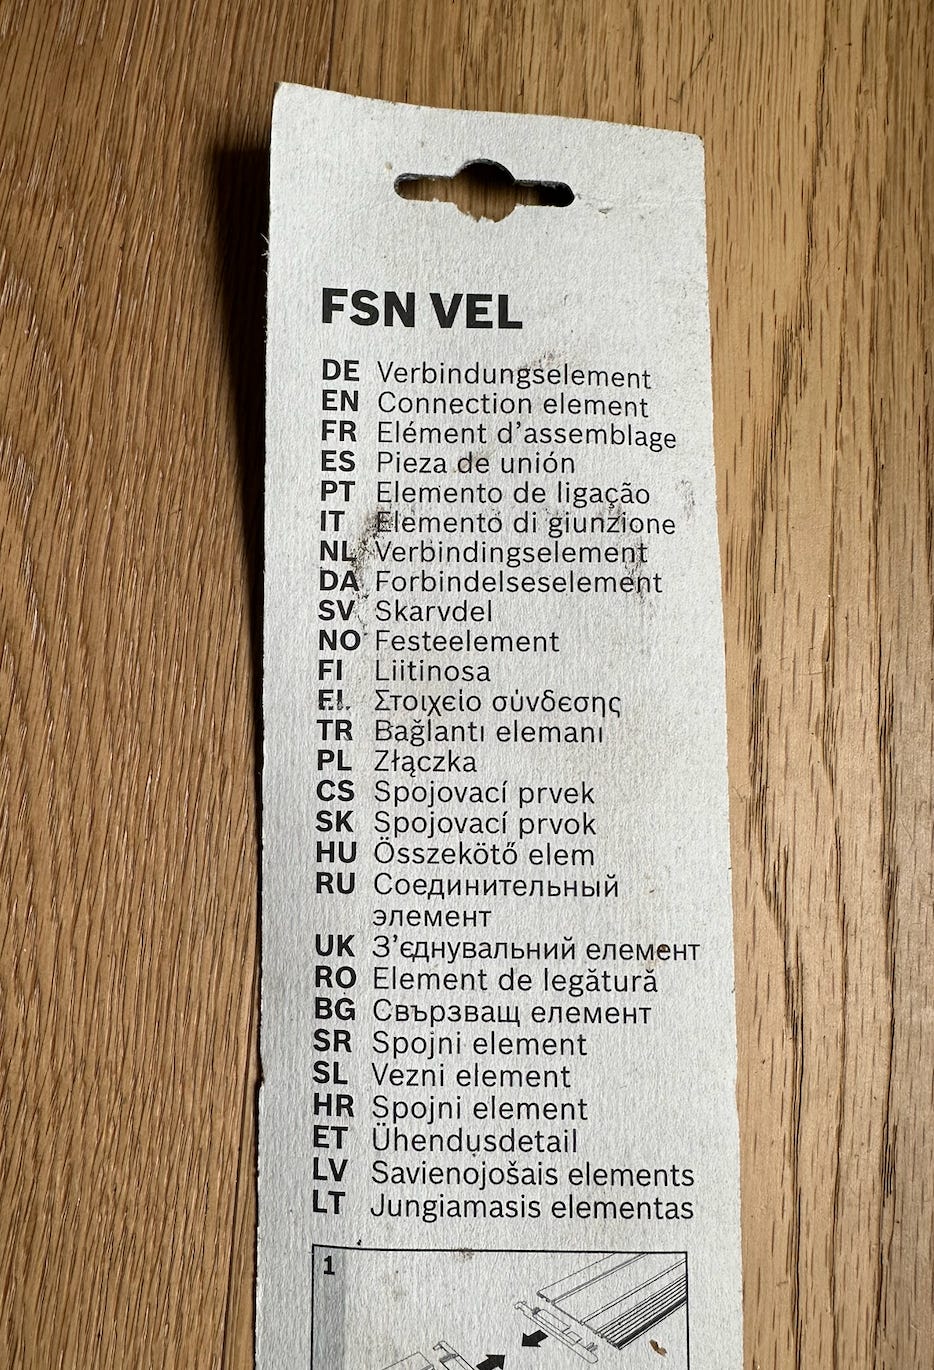 FSN VEL
DE Verbindungselement
EN Connection element
FR Elément d'assemblage
ES Pieza de unión
PT Elemento de ligação
IT Elemento di giunzione
NL Verbindingselement
DA Forbindelseselement
SV Skarvdel
NO Festeelement
FI Liitinosa
EL Στοιχείο σύνδεσης
TR Bağlantı elemanı
PL Złączka
CS Spojovací prvek
SK Spojovací prvok
HU Összekötő elem
RU Соединительный
элемент
UK З’єднувальний елемент
RO Element de legătură
BG Свързващ елемент
SR Spojni element
SL Vezni element
HR Spojni element
ET Ühendusdetail
LV Savienojošais elements
LT Jungiamasis elementas
1